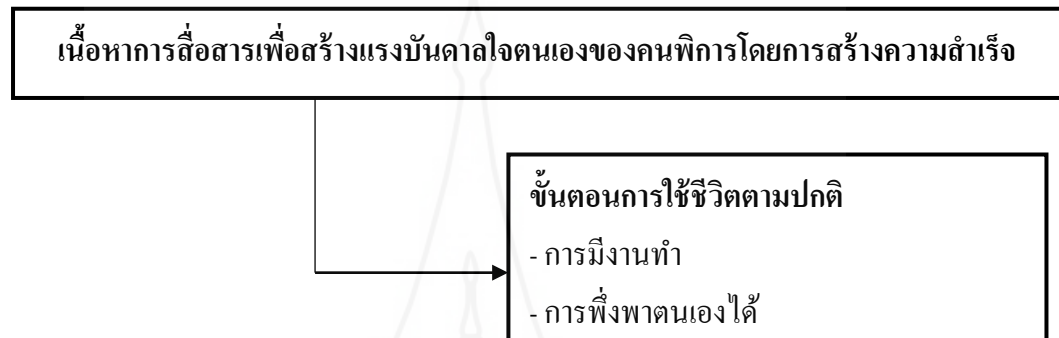 เนื้อหาการสื่อสารเพื่อสร้างแรงบันดาลใจตนเองของคนพิการโดยการสร้างความสำเร็จ
ขั้นตอนการใช้ชีวิตตามปกติ
- การมีงานทำ
- การพึ่งพาตนเองได้